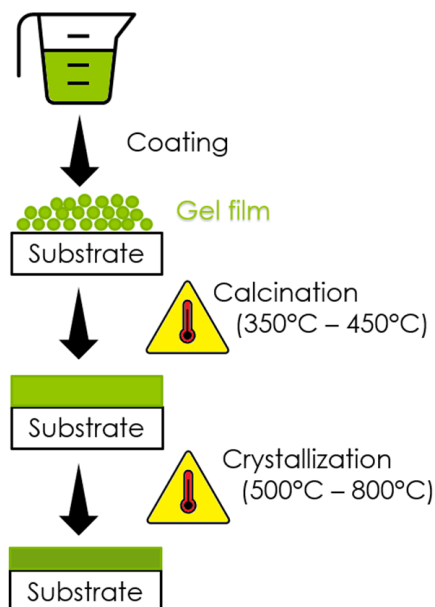 Coating
Gel film
Substrate
Calcination
(350°C – 450°C)
Substrate
Crystallization
(500°C – 800°C)
Substrate